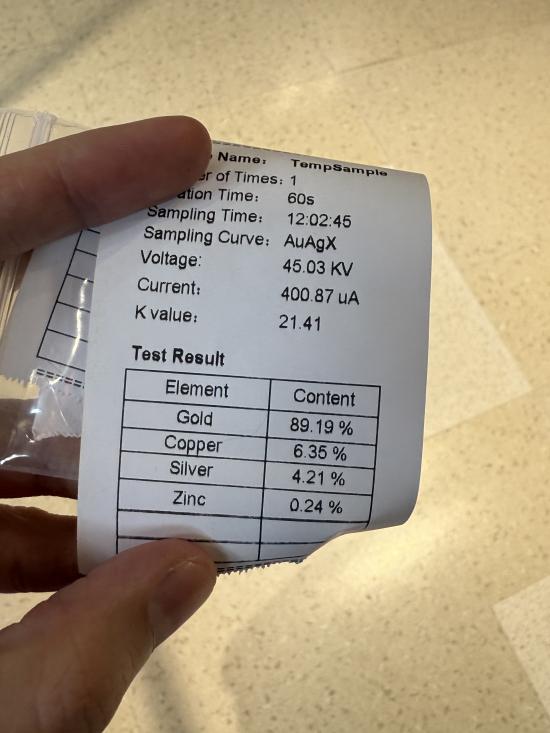 Name: TempSample
of Times: 1
Time: 60s
Sampling Time: 12:02:45
Sampling Curve: AuAgX
Voltage: 45.03 KV
Current: 400.87 uA
K value: 21.41
Test Result
Element Content
Gold 89.19 %
Copper 6.35 %
Silver 4.21 %
Zinc 0.24 %